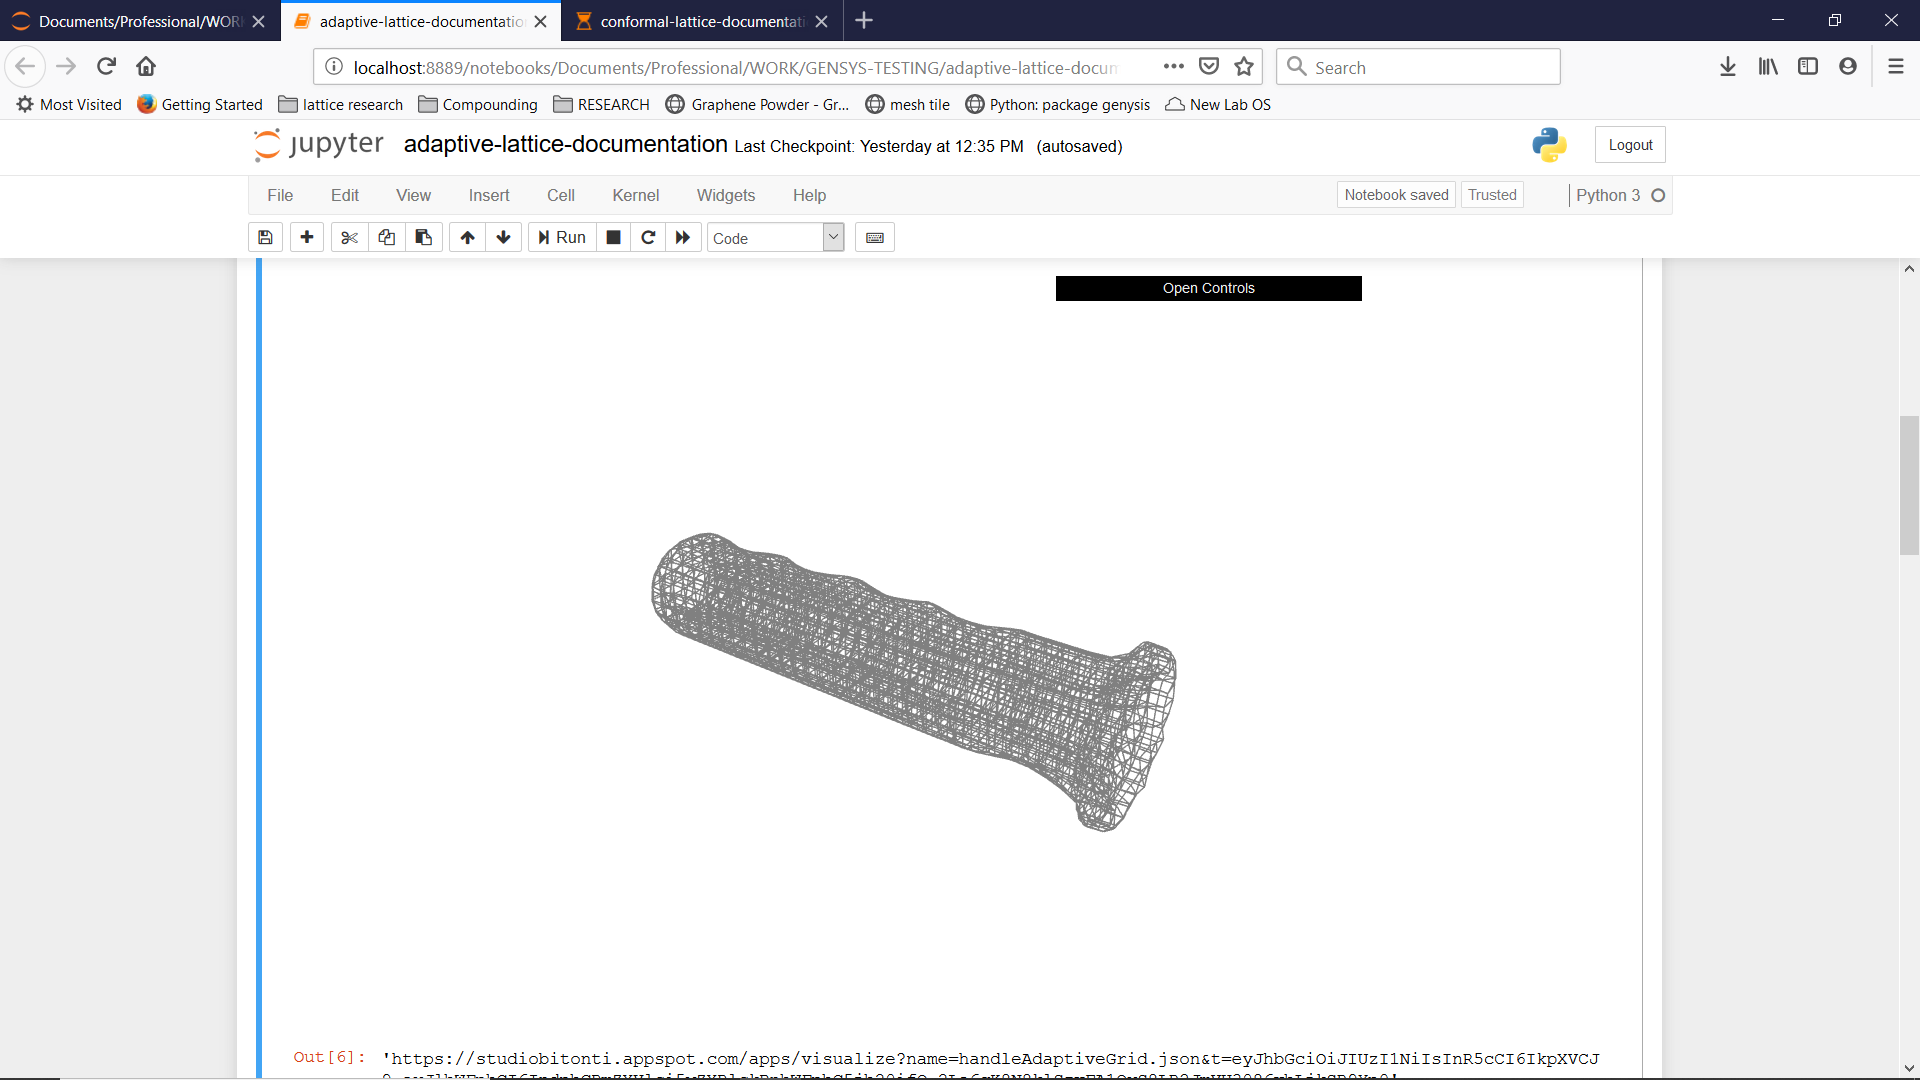 Documents/Professional/WORK
adaptive-lattice-documentation
conformal-lattice-documentati
localhost:8889/notebooks/Documents/Professional/WORK/GENSYS-TESTING/adaptive-lattice-docum
Search
Most Visited
Getting Started
lattice research
Compounding
RESEARCH
Graphene Powder - Gr...
mesh tile
Python: package genysis
New Lab OS
jupyter
adaptive-lattice-documentation Last Checkpoint: Yesterday at 12:35 PM (autosaved)
Logout
File Edit View Insert Cell Kernel Widgets Help
Notebook saved
Trusted
Python 3
Run
Code
Open Controls
Out[6]: 'https://studiobitonti.appspot.com/apps/visualize?name=handleAdaptiveGrid.json&t=eyJhbGciOiJIUzI1NiIsInR5cCI6IkpXVCJ